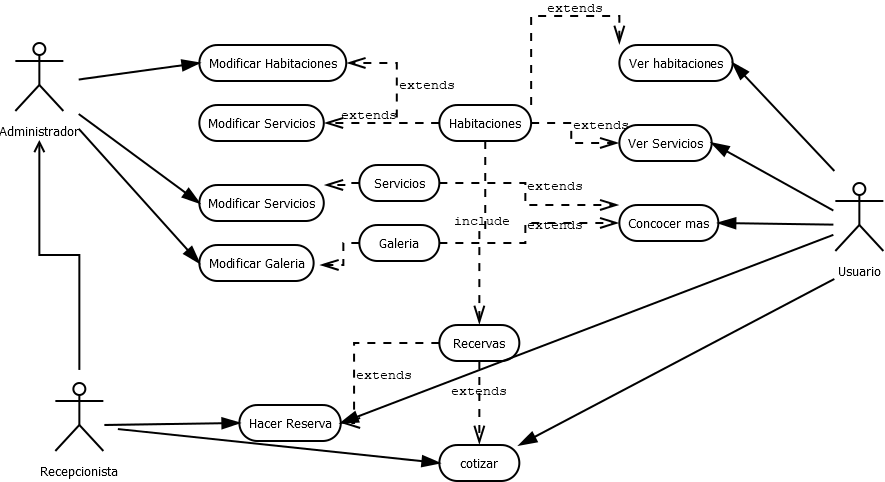 extends
Modificar Habitaciones
Ver habitaciones
extends
extends
Administrador
Modificar Servicios
Habitaciones
extends
Ver Servicios
Servicios
extends
Modificar Servicios
include
extends
Concocer mas
Galeria
Modificar Galeria
Usuario
Recervas
extends
extends
Hacer Reserva
Recepcionista
cotizar